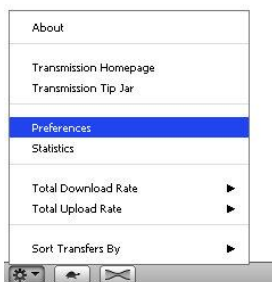 About
Transmission Homepage
Transmission Tip Jar
Preferences
Statistics
Total Download Rate
Total Upload Rate
Sort Transfers By